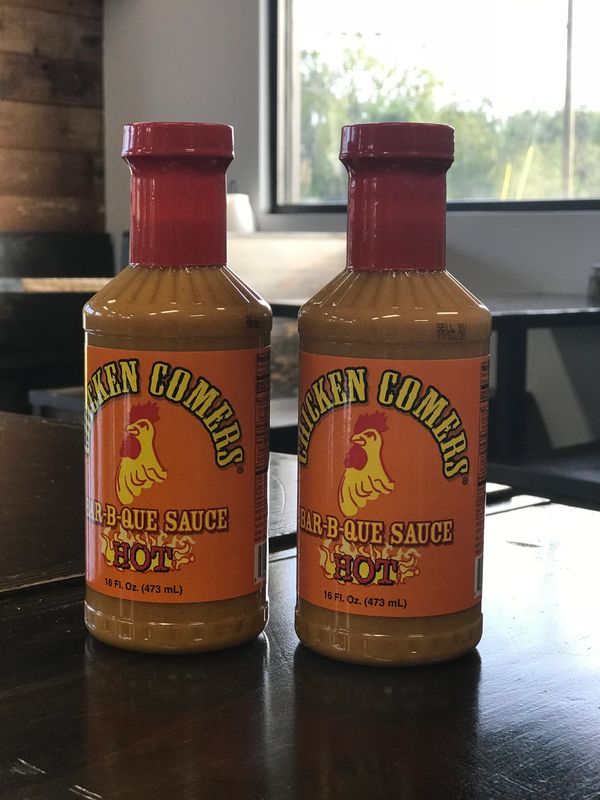 CHICKEN COMERS®
BAR-B-QUE SAUCE
HOT
16 Fl. Oz. (473 mL)
SELL BY
CHICKEN COMERS®
BAR-B-QUE SAUCE
HOT
16 Fl. Oz. (473 mL)